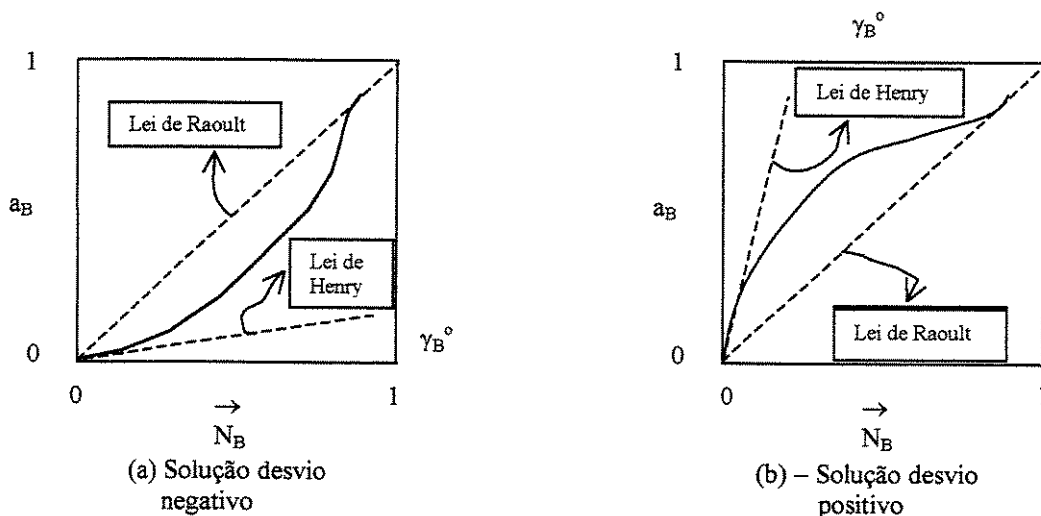 1
Lei de Raoult
a_B
Lei de
Henry
0
γ_B°
0
1
→
N_B
(a) Solução desvio
negativo
γ_B°
1
Lei de Henry
a_B
0
Lei de Raoult
0
→
N_B
(b) – Solução desvio
positivo